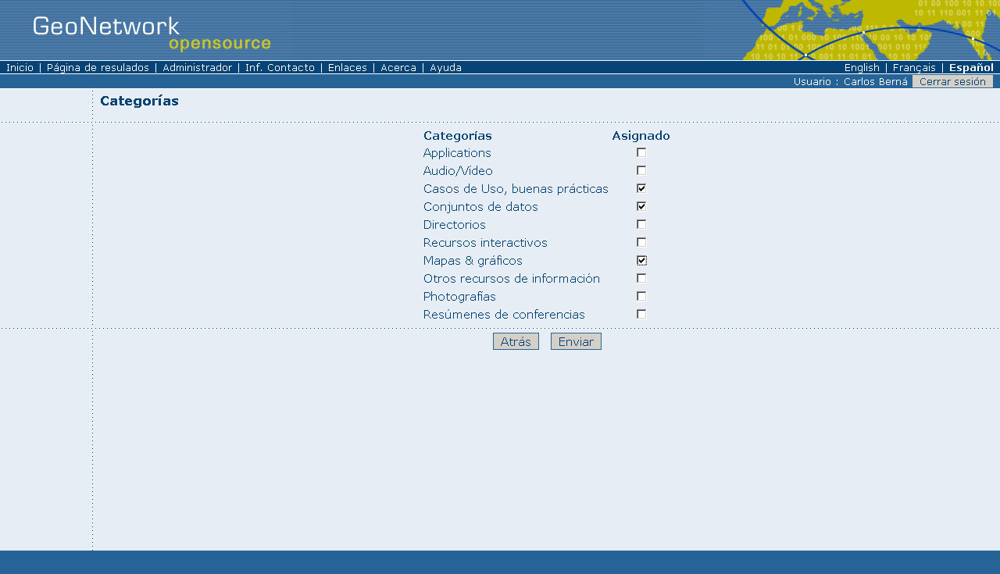 GeoNetwork
opensource
Inicio | Página de resulados | Administrador | Inf. Contacto | Enlaces | Acerca | Ayuda
English | Français | Español
Usuario : Carlos Berná Cerrar sesión
Categorías
Categorías Asignado
Applications
Audio/Vídeo
Casos de Uso, buenas prácticas
Conjuntos de datos
Directorios
Recursos interactivos
Mapas & gráficos
Otros recursos de información
Photografías
Resúmenes de conferencias
Atrás Enviar